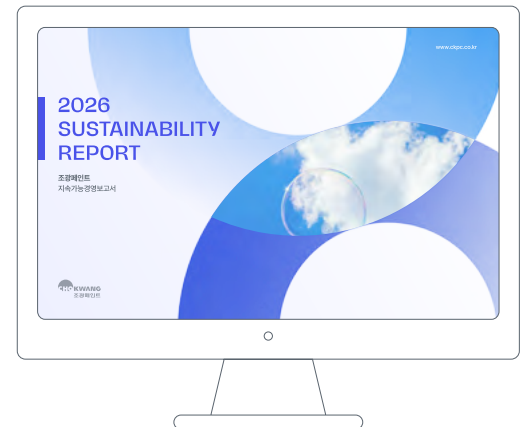 www.ckpc.co.kr
2026
SUSTAINABILITY
REPORT
조광페인트
지속가능경영보고서
CHOKWANG
조광페인트